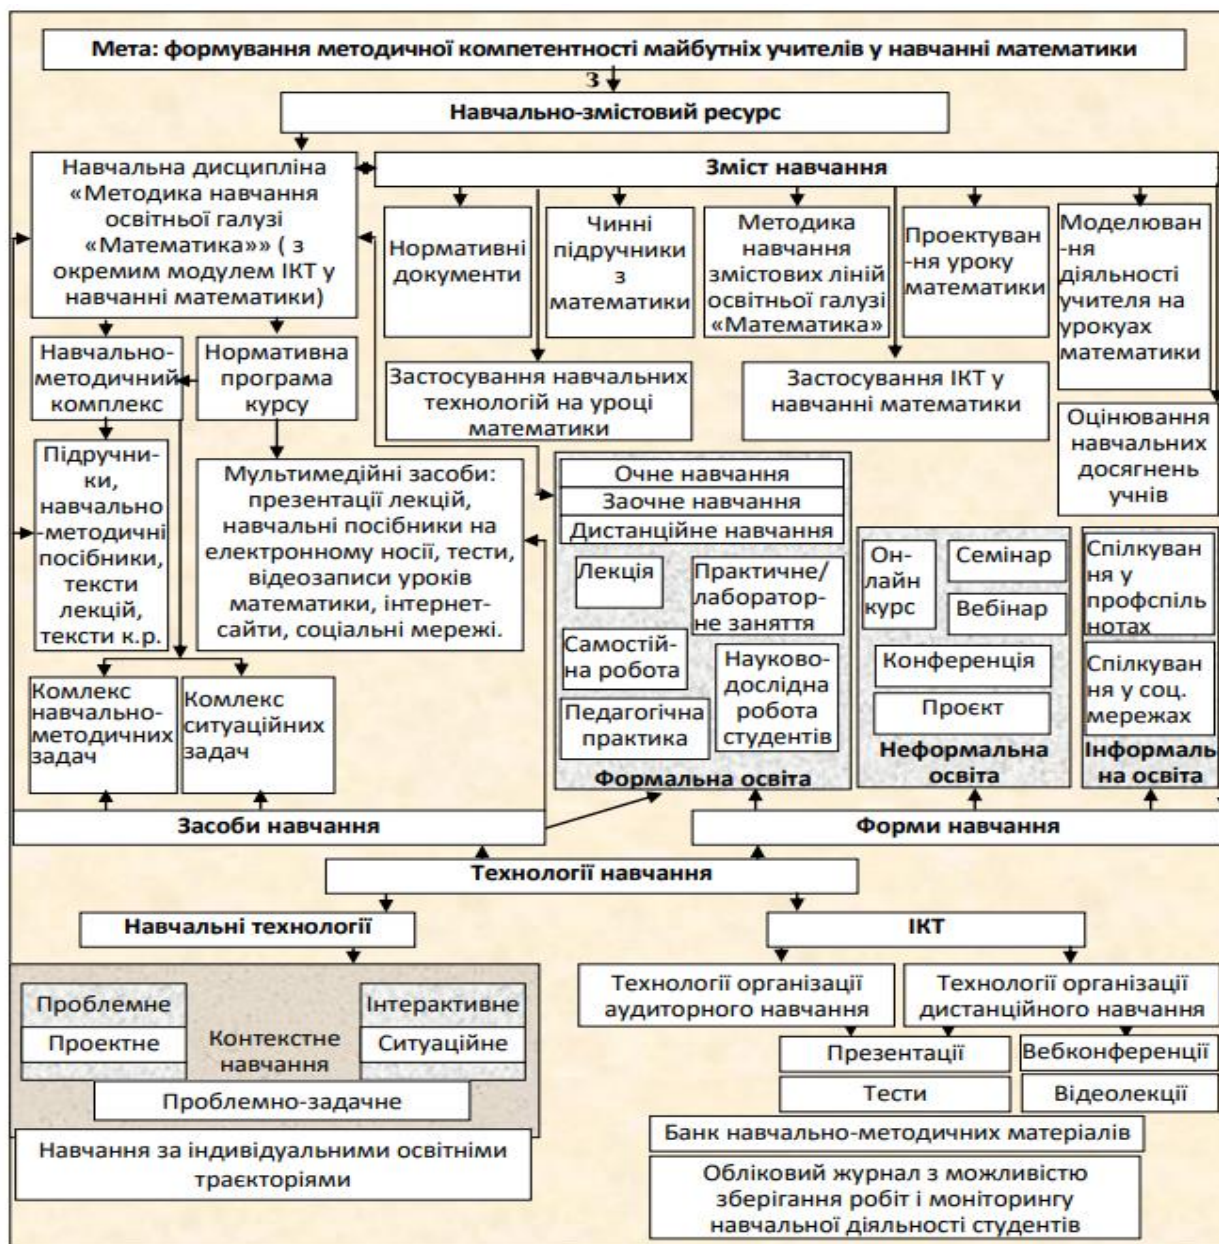 Мета: формування методичної компетентності майбутніх учителів у навчанні математики
З
Навчально-змістовий ресурс
Навчальна дисципліна
«Методика навчання
освітньої галузі
«Математика»» ( з
окремим модулем ІКТ у
навчанні математики)
Зміст навчання
Нормативні
документи
Чинні
підручники
з
математики
Методика
навчання
змістових ліній
освітньої галузі
«Математика»
Проектуван
-ня уроку
математики
Моделюван
-ня
діяльності
учителя на
урокуах
математики
Навчально-
методичний
комплекс
Нормативна
програма
курсу
Застосування навчальних
технологій на уроці
математики
Застосування ІКТ у
навчанні математики
Оцінювання
навчальних
досягнень
учнів
Підручни-
ки,
навчально
-методичні
посібники,
тексти
лекцій,
тексти к.р.
Мультимедійні засоби:
презентації лекцій,
навчальні посібники на
електронному носії, тести,
відеозаписи уроків
математики, інтернет-
сайти, соціальні мережі.
Очне навчання
Заочне навчання
Дистанційне навчання
Лекція
Практичне/
лаборатор-
не заняття
Самостій-
на робота
Науково-
дослідна
робота
студентів
Педагогічна
практика
Формальна освіта
Он-
лайн
курс
Семінар
Вебінар
Конференція
Проєкт
Неформальна
освіта
Спілкуван
ня у
профспіль
нотах
Спілкуван
ня у соц.
мережах
Інформаль
на освіта
Комлекс
навчально-
методичних
задач
Комлекс
ситуаційних
задач
Засоби навчання
Форми навчання
Технології навчання
Навчальні технології
ІКТ
Проблемне
Проектне
Контекстне
навчання
Інтерактивне
Ситуаційне
Проблемно-задачне
Навчання за індивідуальними освітніми
траєкторіями
Технології організації
аудиторного навчання
Технології організації
дистанційного навчання
Презентації
Тести
Вебконференції
Відеолекції
Банк навчально-методичних матеріалів
Обліковий журнал з можливістю
зберігання робіт і моніторингу
навчальної діяльності студентів